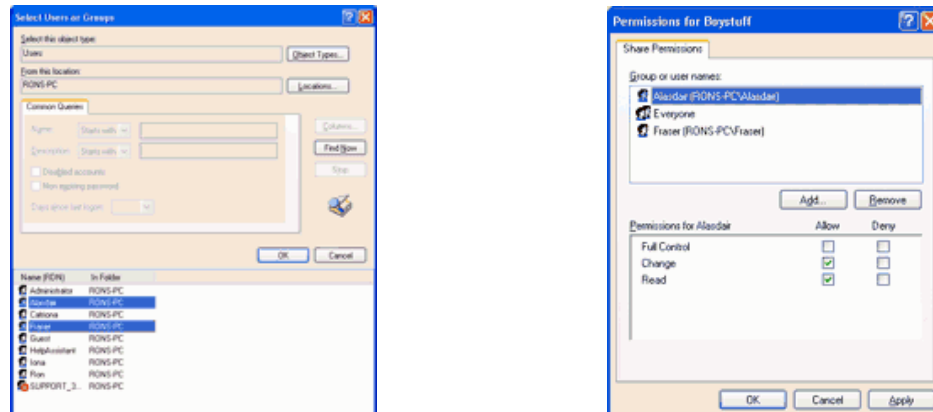 Select Users or Groups
Select this object type:
Users
Object Types...
From this location:
RONS-PC
Locations...
Common Queries
Name: Starts with
Columns...
Description: Starts with
Find Now
Disabled accounts
Stop
Non expiring password
Days since last logon:
OK Cancel
Name (RDN) In Folder
Administrator RONS-PC
Alasdair RONS-PC
Catriona RONS-PC
Fraser RONS-PC
Guest RONS-PC
HelpAssistant RONS-PC
Iona RONS-PC
Ron RONS-PC
SUPPORT_3... RONS-PC
Permissions for Boystuff
Share Permissions
Group or user names:
Alasdair (RONS-PC\Alasdair)
Everyone
Fraser (RONS-PC\Fraser)
Add... Remove
Permissions for Alasdair Allow Deny
Full Control
Change
Read
OK Cancel Apply